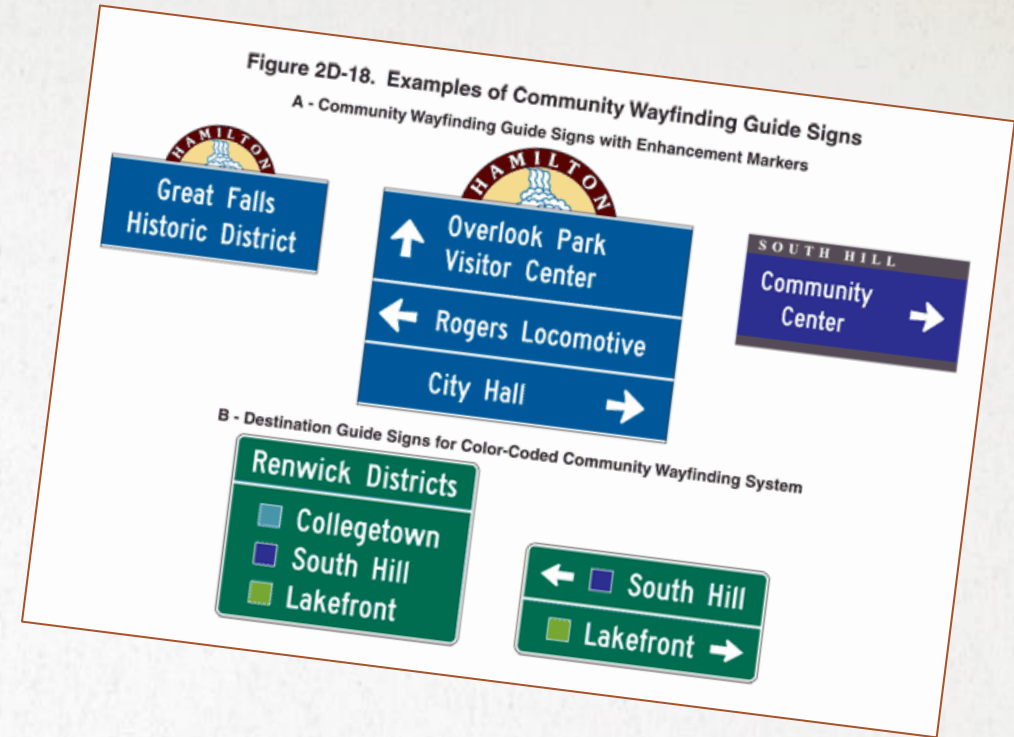 Figure 2D-18. Examples of Community Wayfinding Guide Signs
A - Community Wayfinding Guide Signs with Enhancement Markers
HAMILTON
Great Falls
Historic District
HAMILTON
Overlook Park
Visitor Center
Rogers Locomotive
City Hall
SOUTH HILL
Community
Center
B - Destination Guide Signs for Color-Coded Community Wayfinding System
Renwick Districts
Collegetown
South Hill
Lakefront
South Hill
Lakefront